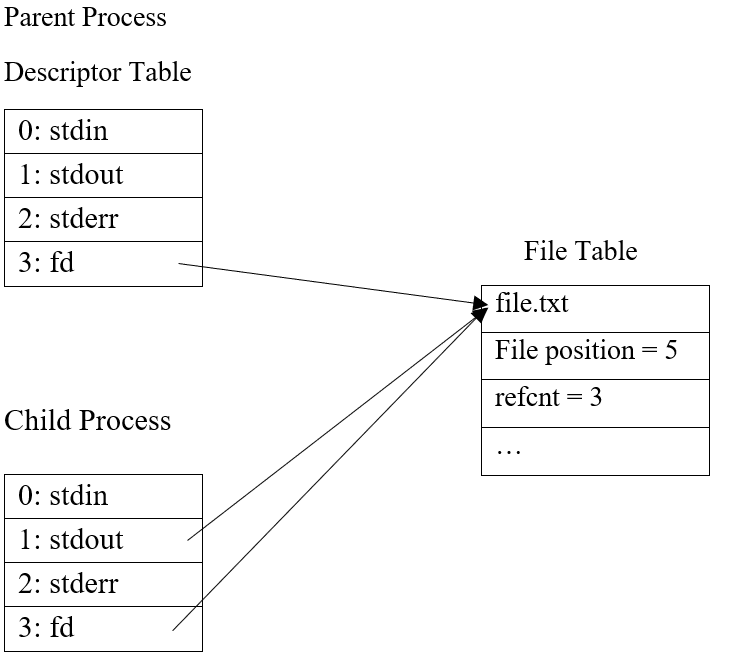 Parent Process
Descriptor Table
0: stdin
1: stdout
2: stderr
3: fd
File Table
file.txt
File position = 5
refcnt = 3
…
Child Process
0: stdin
1: stdout
2: stderr
3: fd